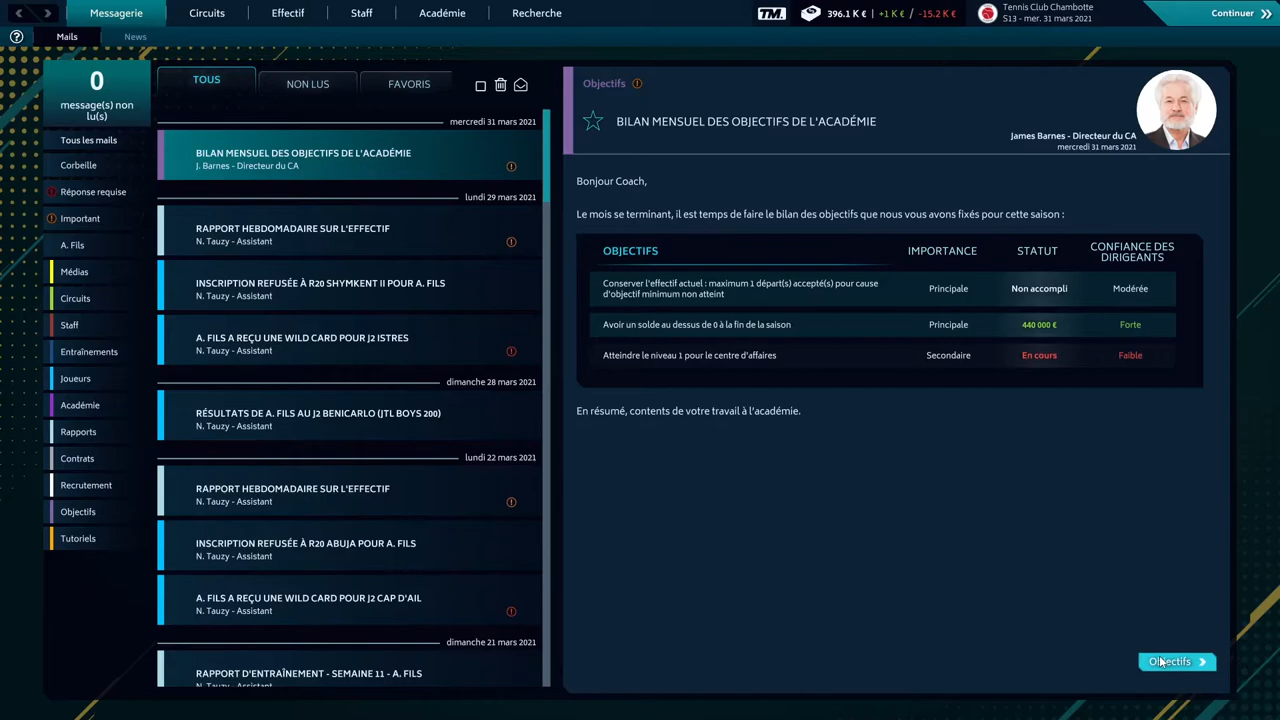 Messagerie
Circuits
Effectif
Staff
Académie
Recherche
TM.
396.1 K €
+1 K € / -15.2 K €
Tennis Club Chambotte
S13 - mer. 31 mars 2021
Continuer
?
Mails
News
0
message(s) non
lu(s)
Tous les mails
Corbeille
Réponse requise
Important
A. Fils
Médias
Circuits
Staff
Entraînements
Joueurs
Académie
Rapports
Contrats
Recrutement
Objectifs
Tutoriels
TOUS
NON LUS
FAVORIS
mercredi 31 mars 2021
BILAN MENSUEL DES OBJECTIFS DE L'ACADÉMIE
J. Barnes - Directeur du CA
lundi 29 mars 2021
RAPPORT HEBDOMADAIRE SUR L'EFFECTIF
N. Tauzy - Assistant
INSCRIPTION REFUSÉE À R20 SHYMKENT II POUR A. FILS
N. Tauzy - Assistant
A. FILS A REÇU UNE WILD CARD POUR J2 ISTRES
N. Tauzy - Assistant
dimanche 28 mars 2021
RÉSULTATS DE A. FILS AU J2 BENICARLO (JTL BOYS 200)
N. Tauzy - Assistant
lundi 22 mars 2021
RAPPORT HEBDOMADAIRE SUR L'EFFECTIF
N. Tauzy - Assistant
INSCRIPTION REFUSÉE À R20 ABUJA POUR A. FILS
N. Tauzy - Assistant
A. FILS A REÇU UNE WILD CARD POUR J2 CAP D'AIL
N. Tauzy - Assistant
dimanche 21 mars 2021
RAPPORT D'ENTRAÎNEMENT - SEMAINE 11 - A. FILS
N. Tauzy - Assistant
Objectifs
BILAN MENSUEL DES OBJECTIFS DE L'ACADÉMIE
James Barnes - Directeur du CA
mercredi 31 mars 2021
Bonjour Coach,
Le mois se terminant, il est temps de faire le bilan des objectifs que nous vous avons fixés pour cette saison :
OBJECTIFS
IMPORTANCE
STATUT
CONFIANCE DES
DIRIGEANTS
Conserver l'effectif actuel : maximum 1 départ(s) accepté(s) pour cause
d'objectif minimum non atteint
Principale
Non accompli
Modérée
Avoir un solde au dessus de 0 à la fin de la saison
Principale
440 000 €
Forte
Atteindre le niveau 1 pour le centre d'affaires
Secondaire
En cours
Faible
En résumé, contents de votre travail à l'académie.
Objectifs